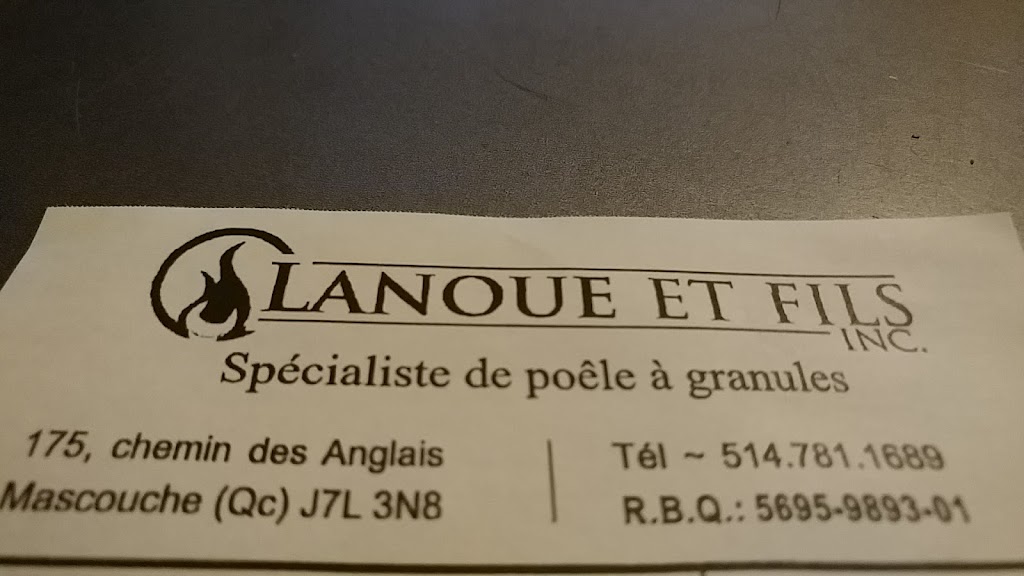 LANOUE ET FILS
INC.
Spécialiste de poêle à granules
175, chemin des Anglais
Mascouche (Qc) J7L 3N8
Tél ~ 514.781.1689
R.B.Q.: 5695-9893-01